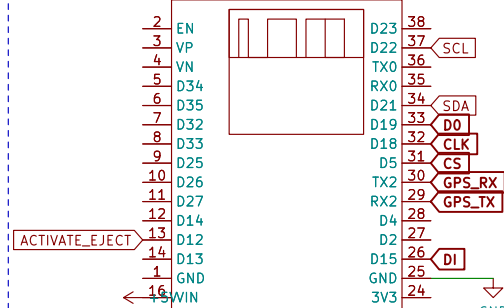 2 EN D23 38
3 VP D22 37 SCL
4 VN TX0 36
5 D34 RX0 35
6 D35 D21 34 SDA
7 D32 D19 33 DO
8 D33 D18 32 CLK
9 D25 D5 31 CS
10 D26 TX2 30 GPS_RX
11 D27 RX2 29 GPS_TX
12 D14 D4 28
ACTIVATE_EJECT 13 D12 D2 27
14 D13 D15 26 DI
1 GND GND 25
16 +5VIN 3V3 24